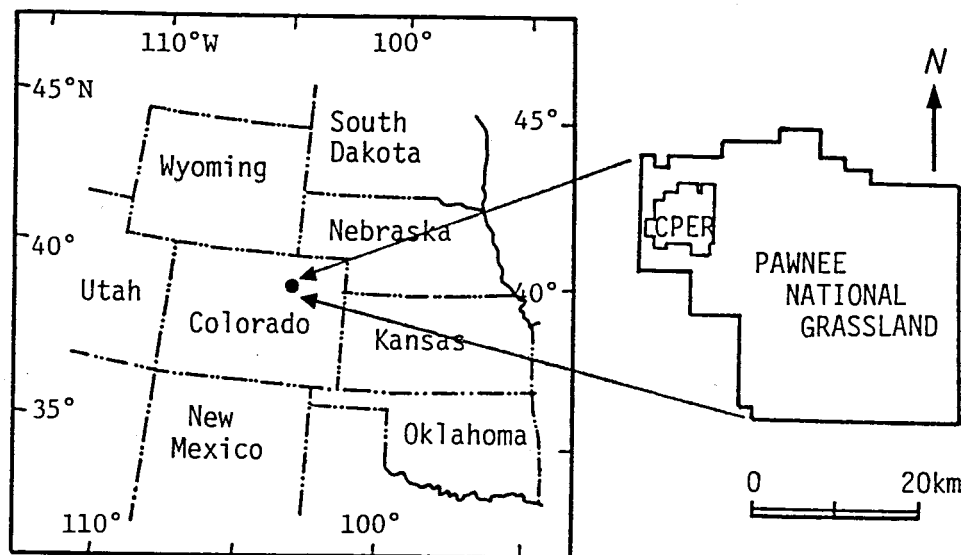 110°W
100°
45°N
45°
South
Dakota
Wyoming
Nebraska
40°
40°
Utah
Colorado
Kansas
35°
New
Mexico
Oklahoma
110°
100°
N
CPER
PAWNEE
NATIONAL
GRASSLAND
0
20km